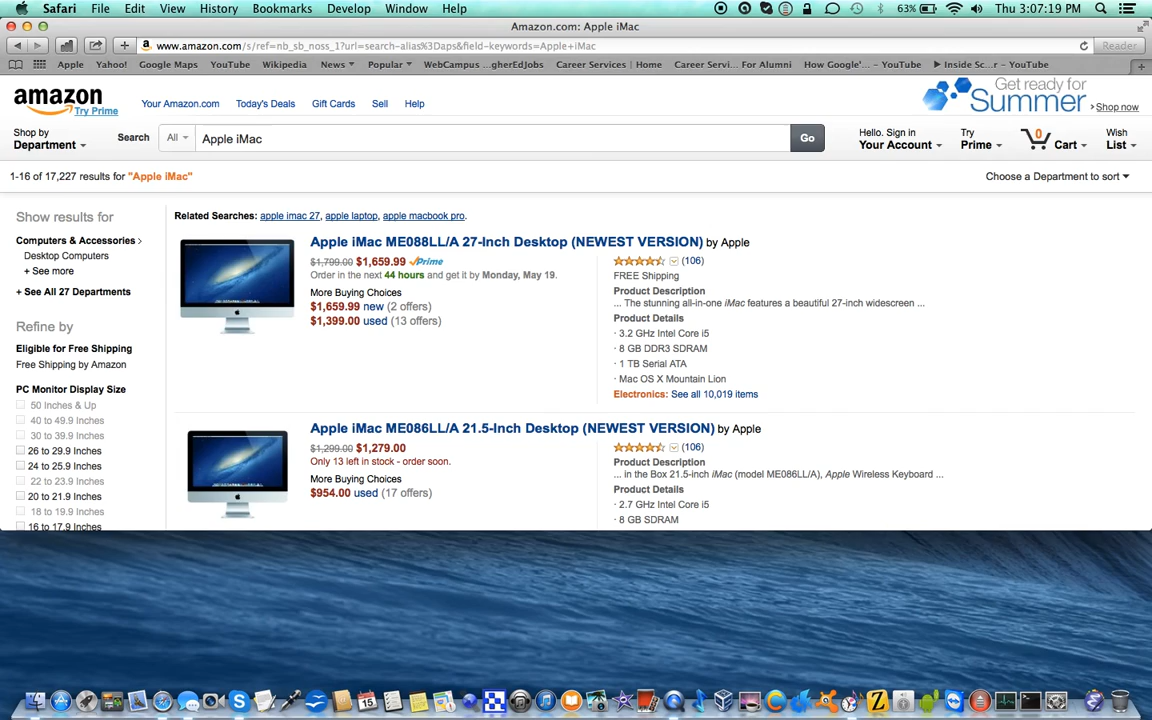 Safari File Edit View History Bookmarks Develop Window Help 63% Thu 3:07:19 PM
Amazon.com: Apple iMac
www.amazon.com/s/ref=nb_sb_noss_1?url=search-alias%3Daps&field-keywords=Apple+iMac Reader
Apple Yahoo! Google Maps YouTube Wikipedia News Popular WebCampus ...gherEdJobs Career Services | Home Career Servi... For Alumni How Google'... – YouTube Inside Sc...r – YouTube
amazon
Try Prime
Your Amazon.com Today's Deals Gift Cards Sell Help
Get ready for
Summer
Shop now
Shop by
Department
Search All Apple iMac Go
Hello. Sign in
Your Account
Try
Prime
0
Cart
Wish
List
1-16 of 17,227 results for "Apple iMac"
Choose a Department to sort
Show results for
Computers & Accessories
Desktop Computers
+ See more
+ See All 27 Departments
Refine by
Eligible for Free Shipping
Free Shipping by Amazon
PC Monitor Display Size
50 Inches & Up
40 to 49.9 Inches
30 to 39.9 Inches
26 to 29.9 Inches
24 to 25.9 Inches
22 to 23.9 Inches
20 to 21.9 Inches
18 to 19.9 Inches
16 to 17.9 Inches
Related Searches: apple imac 27, apple laptop, apple macbook pro.
Apple iMac ME088LL/A 27-Inch Desktop (NEWEST VERSION) by Apple
$1,799.00 $1,659.99 Prime
Order in the next 44 hours and get it by Monday, May 19.
More Buying Choices
$1,659.99 new (2 offers)
$1,399.00 used (13 offers)
(106)
FREE Shipping
Product Description
... The stunning all-in-one iMac features a beautiful 27-inch widescreen ...
Product Details
· 3.2 GHz Intel Core i5
· 8 GB DDR3 SDRAM
· 1 TB Serial ATA
· Mac OS X Mountain Lion
Electronics: See all 10,019 items
Apple iMac ME086LL/A 21.5-Inch Desktop (NEWEST VERSION) by Apple
$1,299.00 $1,279.00
Only 13 left in stock - order soon.
More Buying Choices
$954.00 used (17 offers)
(106)
Product Description
... in the Box 21.5-inch iMac (model ME086LL/A), Apple Wireless Keyboard ...
Product Details
· 2.7 GHz Intel Core i5
· 8 GB SDRAM
15